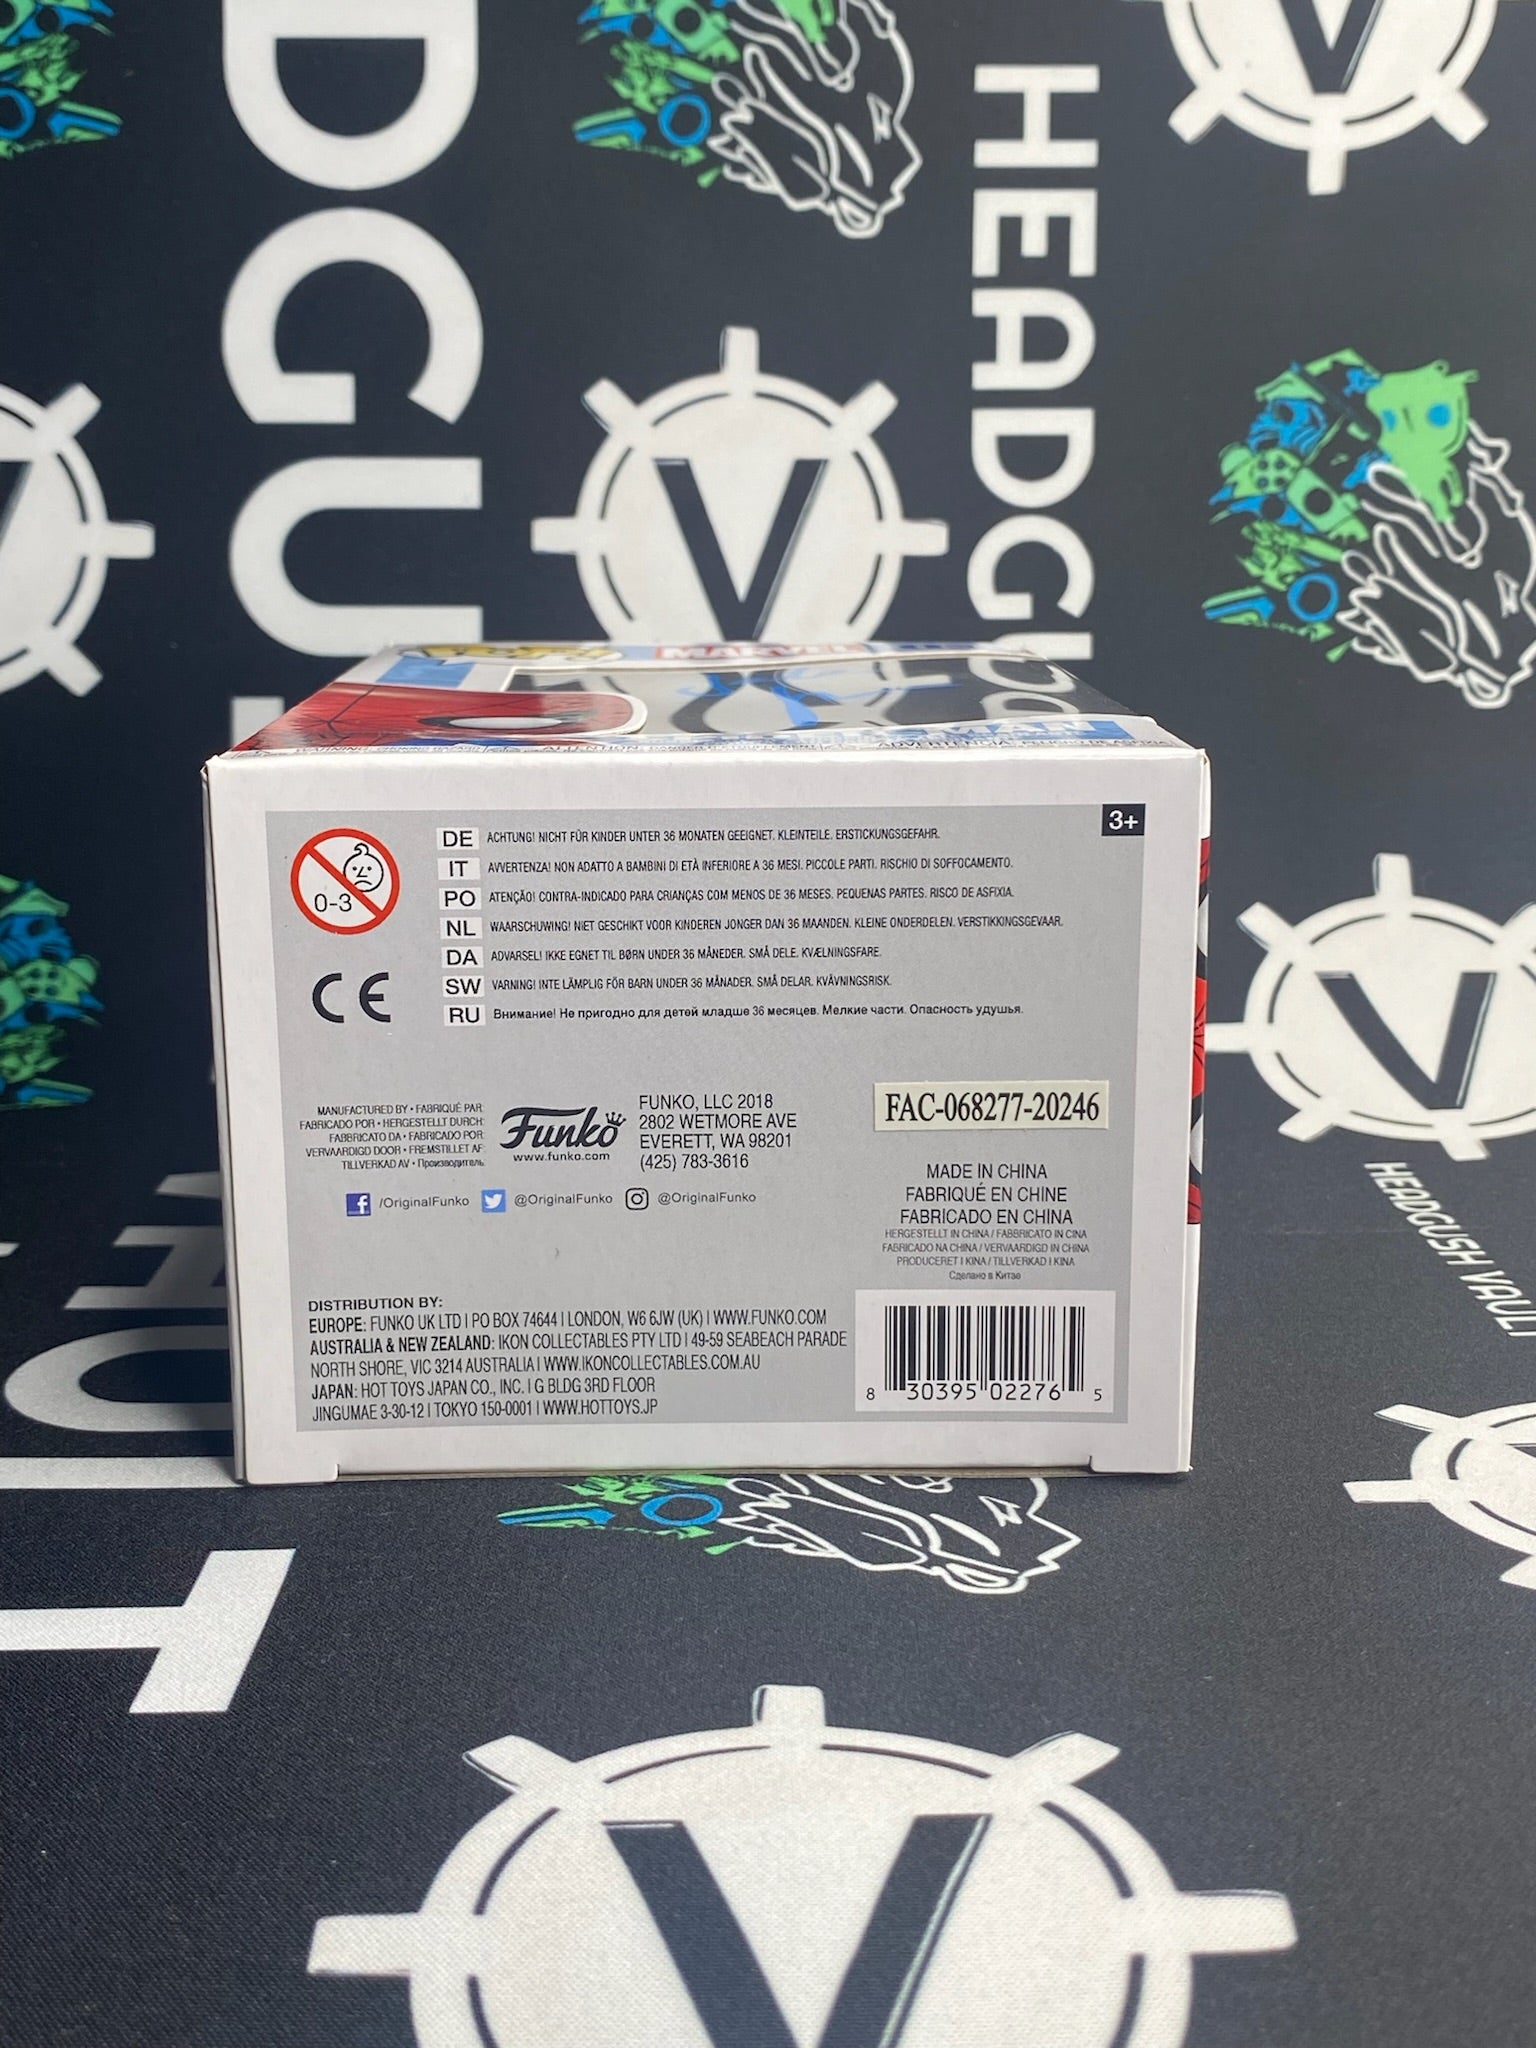 DGU
HEADGU
V
V
V
MARVEL
MAN
3+
0-3
DE ACHTUNG! NICHT FÜR KINDER UNTER 36 MONATEN GEEIGNET. KLEINTEILE. ERSTICKUNGSGEFAHR.
IT AVVERTENZA! NON ADATTO A BAMBINI DI ETÀ INFERIORE A 36 MESI. PICCOLE PARTI. RISCHIO DI SOFFOCAMENTO.
PO ATENÇÃO! CONTRA-INDICADO PARA CRIANÇAS COM MENOS DE 36 MESES. PEQUENAS PARTES. RISCO DE ASFIXIA.
NL WAARSCHUWING! NIET GESCHIKT VOOR KINDEREN JONGER DAN 36 MAANDEN. KLEINE ONDERDELEN. VERSTIKKINGSGEVAAR.
DA ADVARSEL! IKKE EGNET TIL BØRN UNDER 36 MÅNEDER. SMÅ DELE. KVÆLNINGSFARE.
SW VARNING! INTE LÄMPLIG FÖR BARN UNDER 36 MÅNADER. SMÅ DELAR. KVÄVNINGSRISK.
RU Внимание! Не пригодно для детей младше 36 месяцев. Мелкие части. Опасность удушья.
CE
MANUFACTURED BY • FABRIQUÉ PAR
FABRICADO POR • HERGESTELLT DURCH:
FABBRICATO DA • FABRICADO POR:
VERVAARDIGD DOOR • FREMSTILLET AF:
TILLVERKAD AV • Производитель
Funko
www.funko.com
FUNKO, LLC 2018
2802 WETMORE AVE
EVERETT, WA 98201
(425) 783-3616
FAC-068277-20246
f /OriginalFunko @OriginalFunko @OriginalFunko
MADE IN CHINA
FABRIQUÉ EN CHINE
FABRICADO EN CHINA
HERGESTELLT IN CHINA / FABBRICATO IN CINA
FABRICADO NA CHINA / VERVAARDIGD IN CHINA
PRODUCERET I KINA / TILLVERKAD I KINA
Сделано в Китае
DISTRIBUTION BY:
EUROPE: FUNKO UK LTD | PO BOX 74644 | LONDON, W6 6JW (UK) | WWW.FUNKO.COM
AUSTRALIA & NEW ZEALAND: IKON COLLECTABLES PTY LTD | 49-59 SEABEACH PARADE
NORTH SHORE, VIC 3214 AUSTRALIA | WWW.IKONCOLLECTABLES.COM.AU
JAPAN: HOT TOYS JAPAN CO., INC. | G BLDG 3RD FLOOR
JINGUMAE 3-30-12 | TOKYO 150-0001 | WWW.HOTTOYS.JP
8 30395 02276 5
V
HEADGUSH VAULT
V